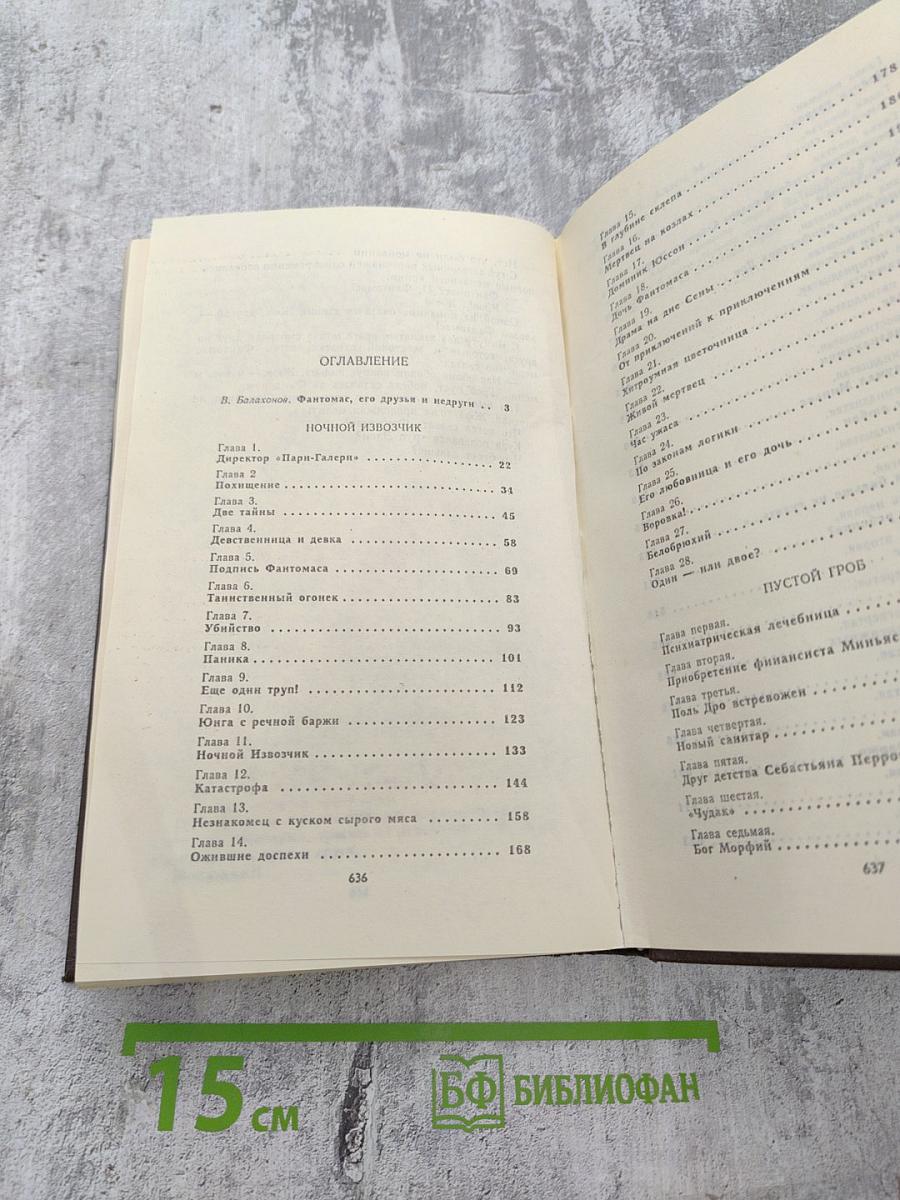 ОГЛАВЛЕНИЕ
В. Балахонов. Фантомас, его друзья и недруги .. 3
НОЧНОЙ ИЗВОЗЧИК
Глава 1.
Директор «Пари-Галери» 22
Глава 2
Похищение 34
Глава 3.
Две тайны 45
Глава 4.
Девственница и девка 58
Глава 5.
Подпись Фантомаса 69
Глава 6.
Таинственный огонек 83
Глава 7.
Убийство 93
Глава 8.
Паника 101
Глава 9.
Еще один труп! 112
Глава 10.
Юнга с речной баржи 123
Глава 11.
Ночной Извозчик 133
Глава 12.
Катастрофа 144
Глава 13.
Незнакомец с куском сырого мяса 158
Глава 14.
Ожившие доспехи 168
636
Глава 15.
В глубине склепа 178
Глава 16.
Мертвец на козлах
Глава 17.
Доминик Юссон
Глава 18.
Дочь Фантомаса
Глава 19.
Драма на дне Сены
Глава 20.
От приключений к приключениям
Глава 21.
Хитроумная цветочница
Глава 22.
Живой мертвец
Глава 23.
Час ужаса
Глава 24.
По законам логики
Глава 25.
Его любовница и его дочь
Глава 26.
Воровка!
Глава 27.
Белобрюхий
Глава 28.
Один — или двое?
ПУСТОЙ ГРОБ
Глава первая.
Психиатрическая лечебница
Глава вторая.
Приобретение финансиста Миньяс
Глава третья.
Поль Дро встревожен
Глава четвертая.
Новый санитар
Глава пятая.
Друг детства Себастьяна Перро
Глава шестая.
«Чудак»
Глава седьмая.
Бог Морфий
637
15 см
БФ БИБЛИОФАН